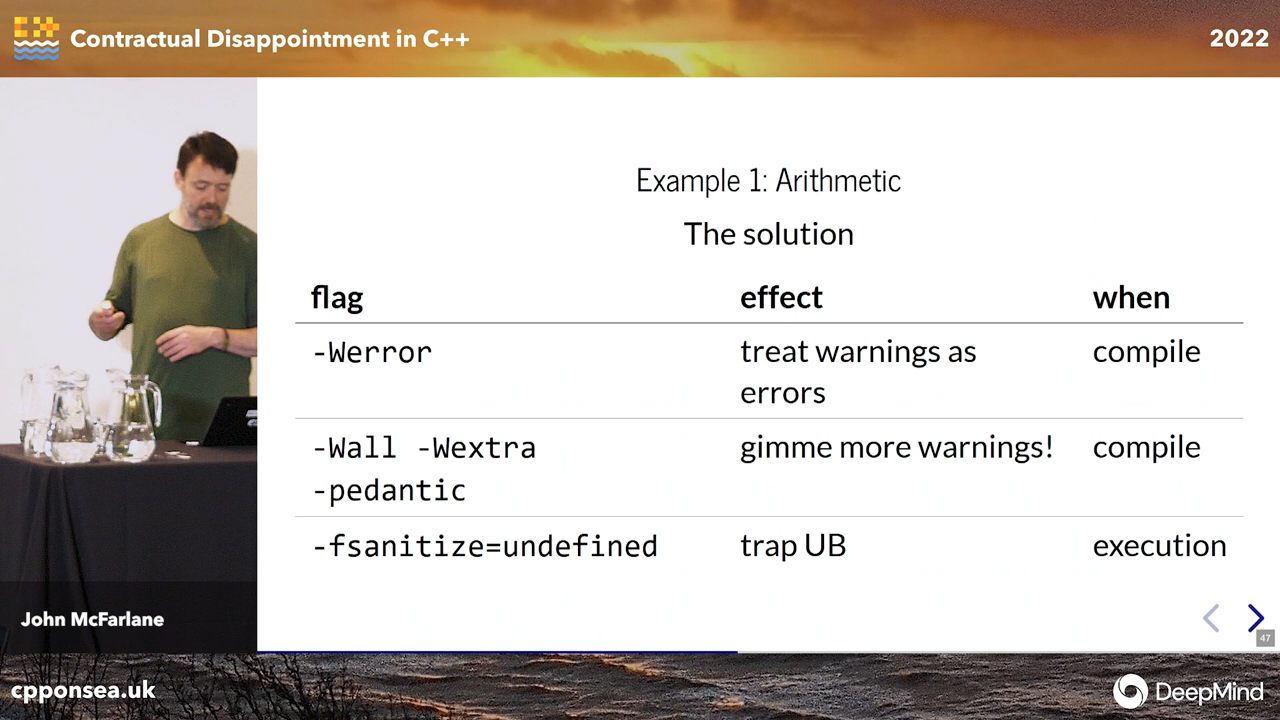 Contractual Disappointment in C++
2022
Example 1: Arithmetic
The solution
flag effect when
-Werror treat warnings as compile
errors
-Wall -Wextra gimme more warnings! compile
-pedantic
-fsanitize=undefined trap UB execution
John McFarlane
47
cpponsea.uk
DeepMind